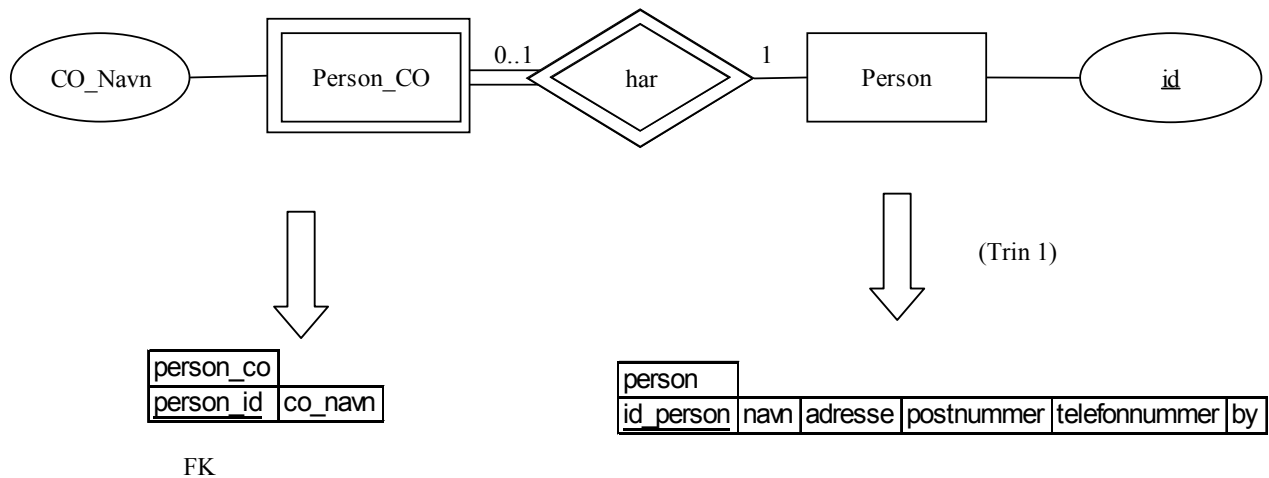 CO_Navn
Person_CO
0..1
har
1
Person
id
(Trin 1)
person_co
person_id co_navn
FK
person
id_person navn adresse postnummer telefonnummer by